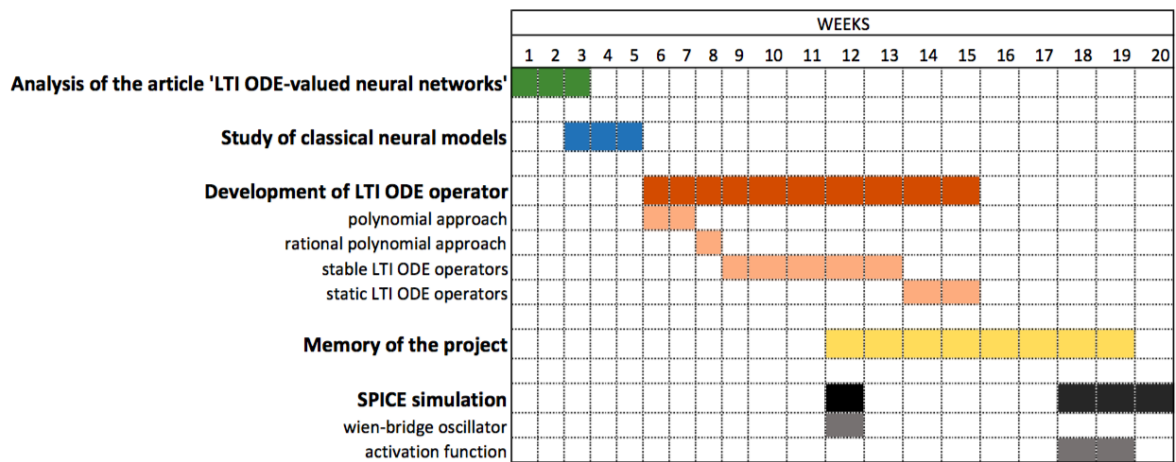 WEEKS
1 2 3 4 5 6 7 8 9 10 11 12 13 14 15 16 17 18 19 20
Analysis of the article 'LTI ODE-valued neural networks'
Study of classical neural models
Development of LTI ODE operator
polynomial approach
rational polynomial approach
stable LTI ODE operators
static LTI ODE operators
Memory of the project
SPICE simulation
wien-bridge oscillator
activation function